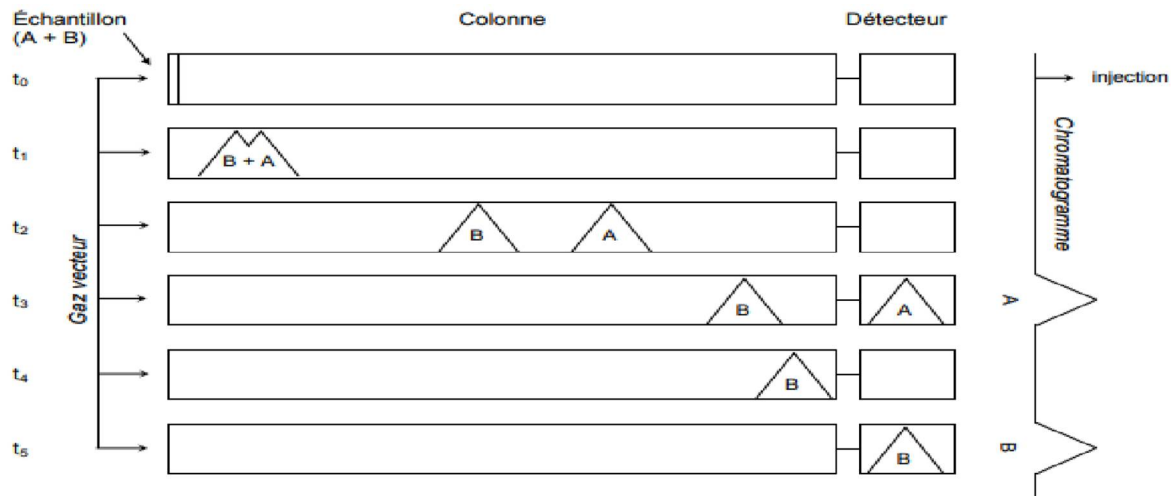 Échantillon
(A + B)
Colonne
Détecteur
t₀
injection
t₁
B + A
t₂
B
A
t₃
B
A
A
t₄
B
t₅
B
B
Gaz vecteur
Chromatogramme